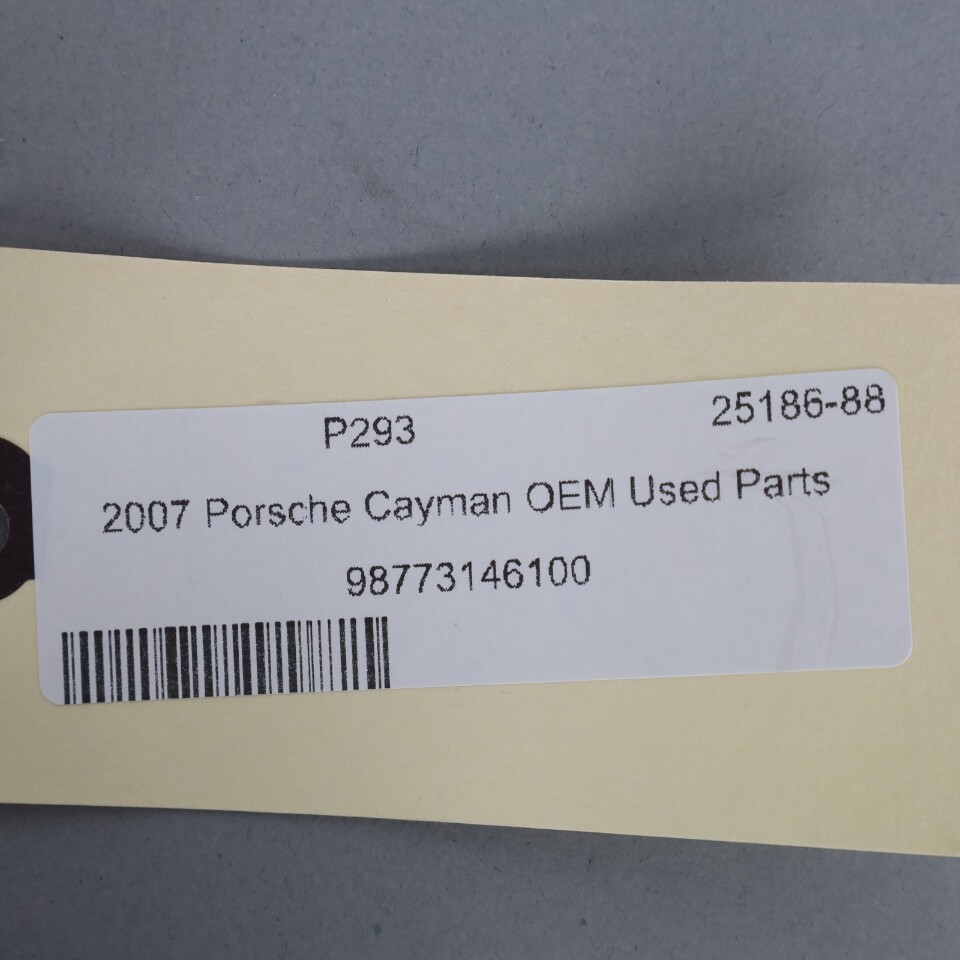 P293 25186-88
2007 Porsche Cayman OEM Used Parts
98773146100